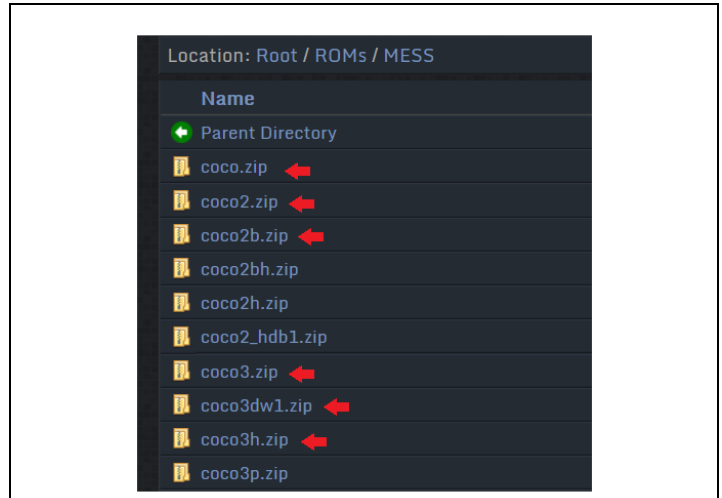 Location: Root / ROMs / MESS
Name
Parent Directory
coco.zip
coco2.zip
coco2b.zip
coco2bh.zip
coco2h.zip
coco2_hdb1.zip
coco3.zip
coco3dw1.zip
coco3h.zip
coco3p.zip